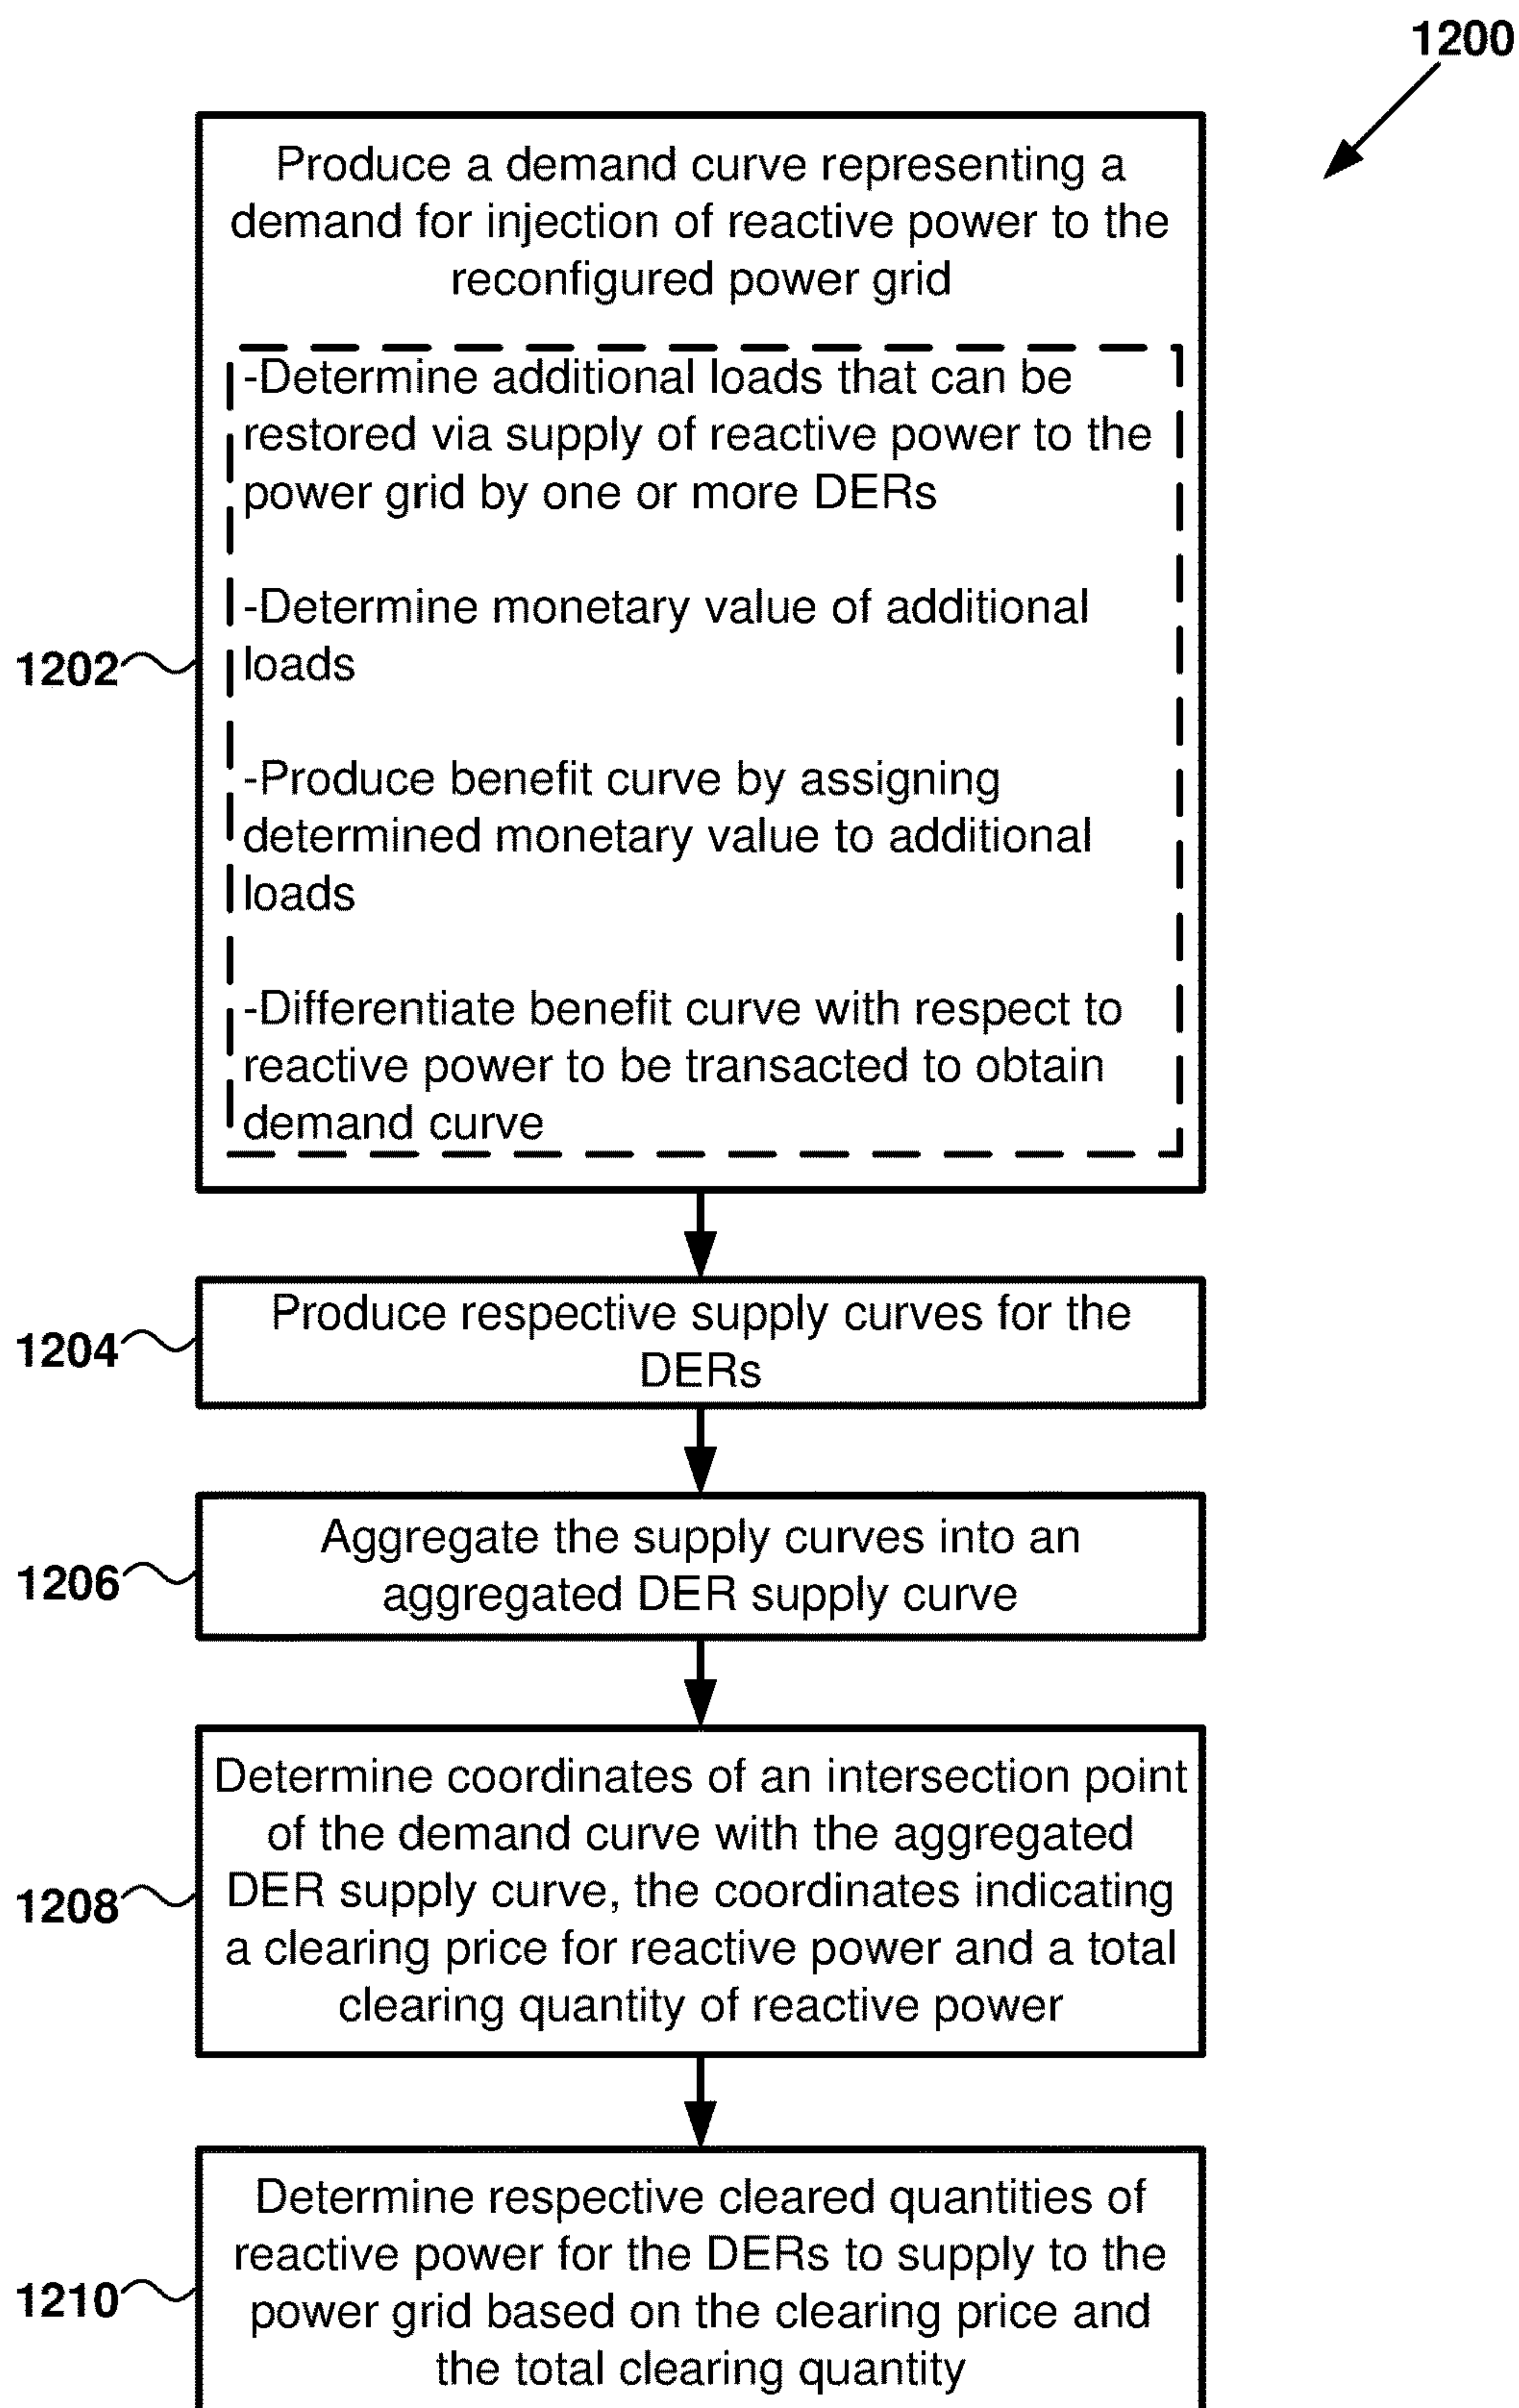 1200
Produce a demand curve representing a
demand for injection of reactive power to the
reconfigured power grid
-Determine additional loads that can be
restored via supply of reactive power to the
power grid by one or more DERs
-Determine monetary value of additional
loads
1202
-Produce benefit curve by assigning
determined monetary value to additional
loads
-Differentiate benefit curve with respect to
reactive power to be transacted to obtain
demand curve
Produce respective supply curves for the
DERs
1204
Aggregate the supply curves into an
aggregated DER supply curve
1206
Determine coordinates of an intersection point
of the demand curve with the aggregated
DER supply curve, the coordinates indicating
a clearing price for reactive power and a total
clearing quantity of reactive power
1208
Determine respective cleared quantities of
reactive power for the DERs to supply to the
power grid based on the clearing price and
the total clearing quantity
1210